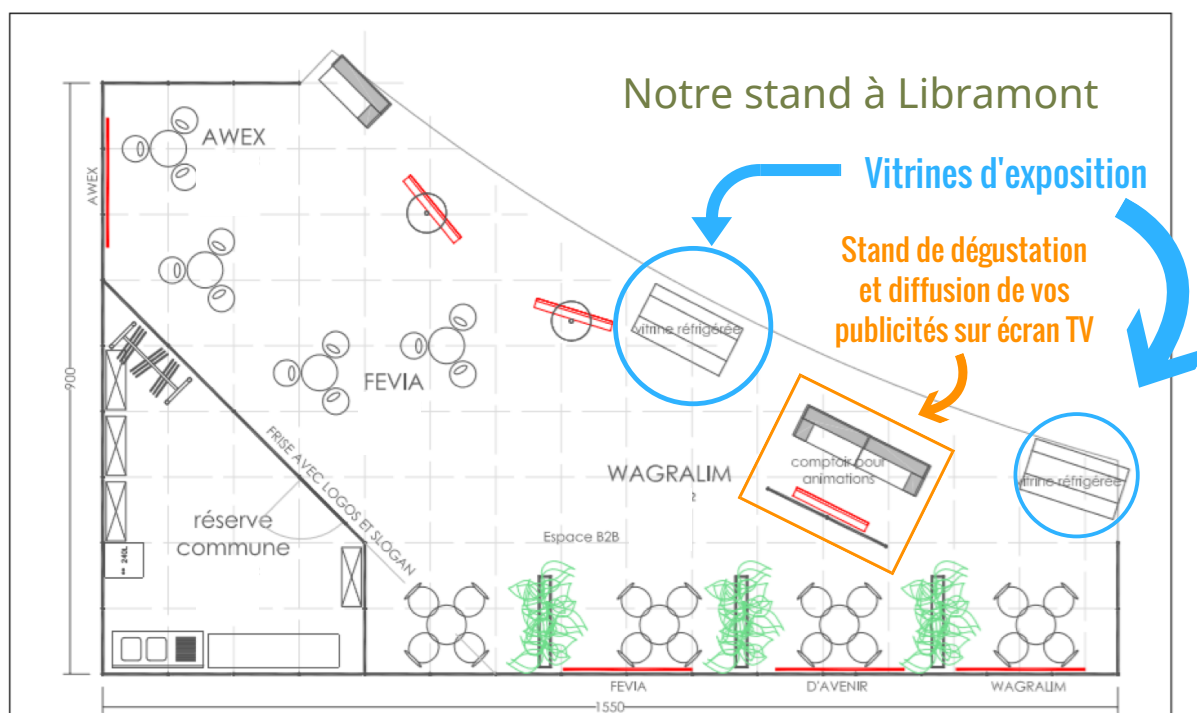 Notre stand à Libramont
AWEX
Vitrines d'exposition
AWEX
Stand de dégustation
et diffusion de vos
publicités sur écran TV
vitrine réfrigérée
900
FEVIA
FRISE AVEC LOGOS ET SLOGAN
WAGRALIM
comptoir pour
animations
vitrine réfrigérée
réserve
commune
Espace B2B
240L
FEVIA
D'AVENIR
WAGRALIM
1550